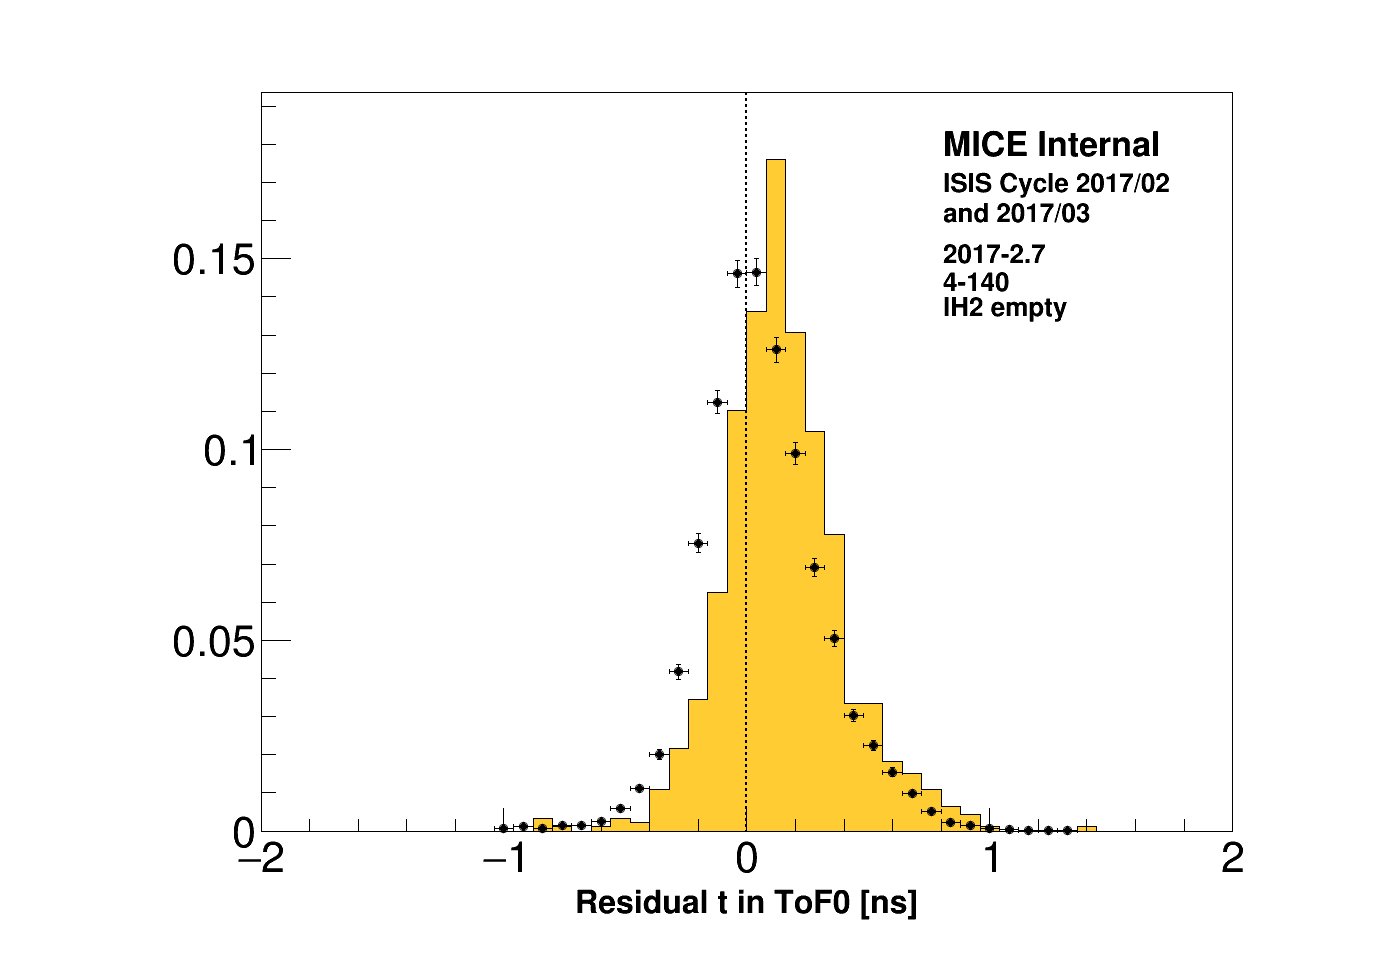 MICE Internal
ISIS Cycle 2017/02
and 2017/03
2017-2.7
4-140
lH2 empty
0.15
0.1
0.05
0
−2
−1
0
1
2
Residual t in ToF0 [ns]